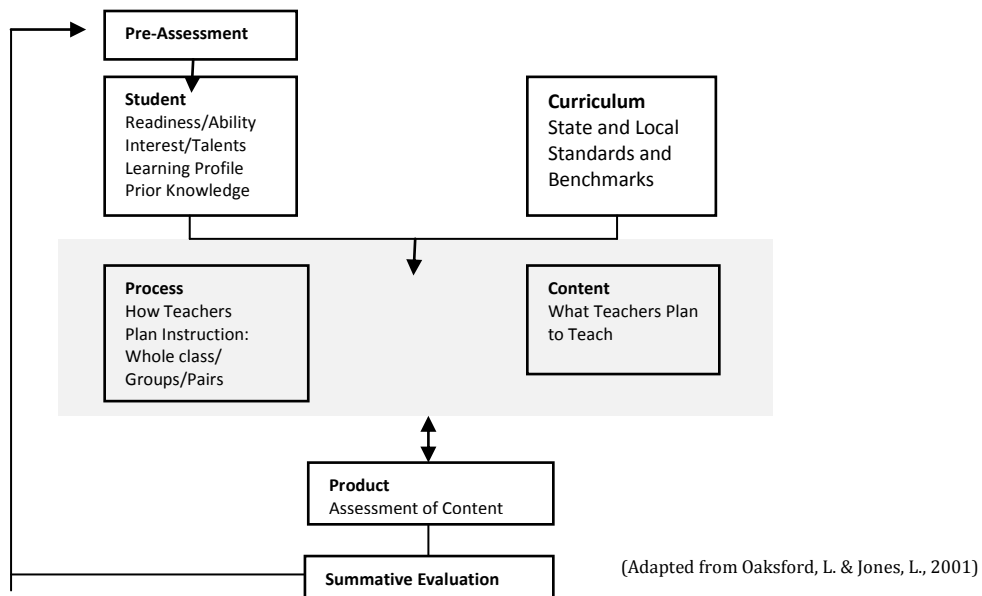 Pre-Assessment
Student
Readiness/Ability
Interest/Talents
Learning Profile
Prior Knowledge
Curriculum
State and Local
Standards and
Benchmarks
Process
How Teachers
Plan Instruction:
Whole class/
Groups/Pairs
Content
What Teachers Plan
to Teach
Product
Assessment of Content
Summative Evaluation
(Adapted from Oaksford, L. & Jones, L., 2001)